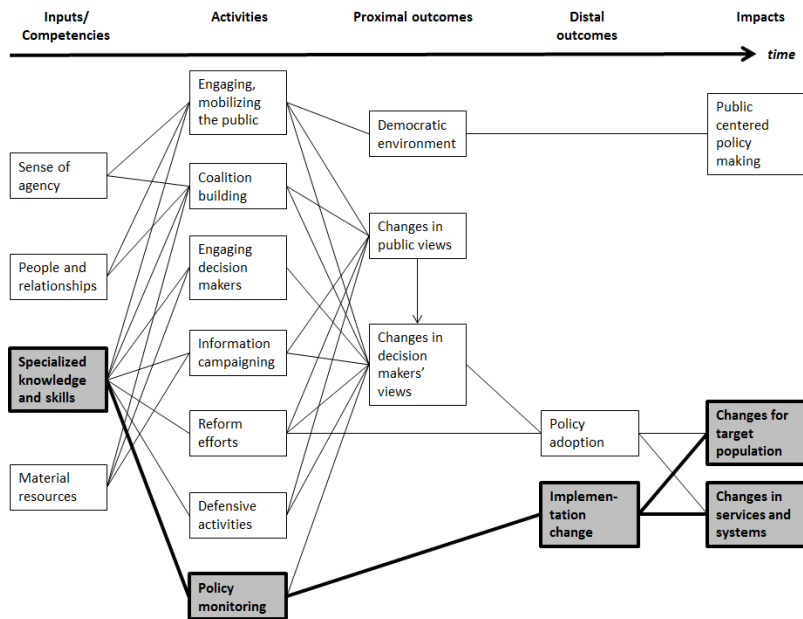 Inputs/
Competencies
Activities
Proximal outcomes
Distal
outcomes
Impacts
time
Sense of
agency
People and
relationships
Specialized
knowledge
and skills
Material
resources
Engaging,
mobilizing
the public
Coalition
building
Engaging
decision
makers
Information
campaigning
Reform
efforts
Defensive
activities
Policy
monitoring
Democratic
environment
Changes in
public views
Changes in
decision
makers'
views
Policy
adoption
Implemen-
tation
change
Public
centered
policy
making
Changes for
target
population
Changes in
services and
systems